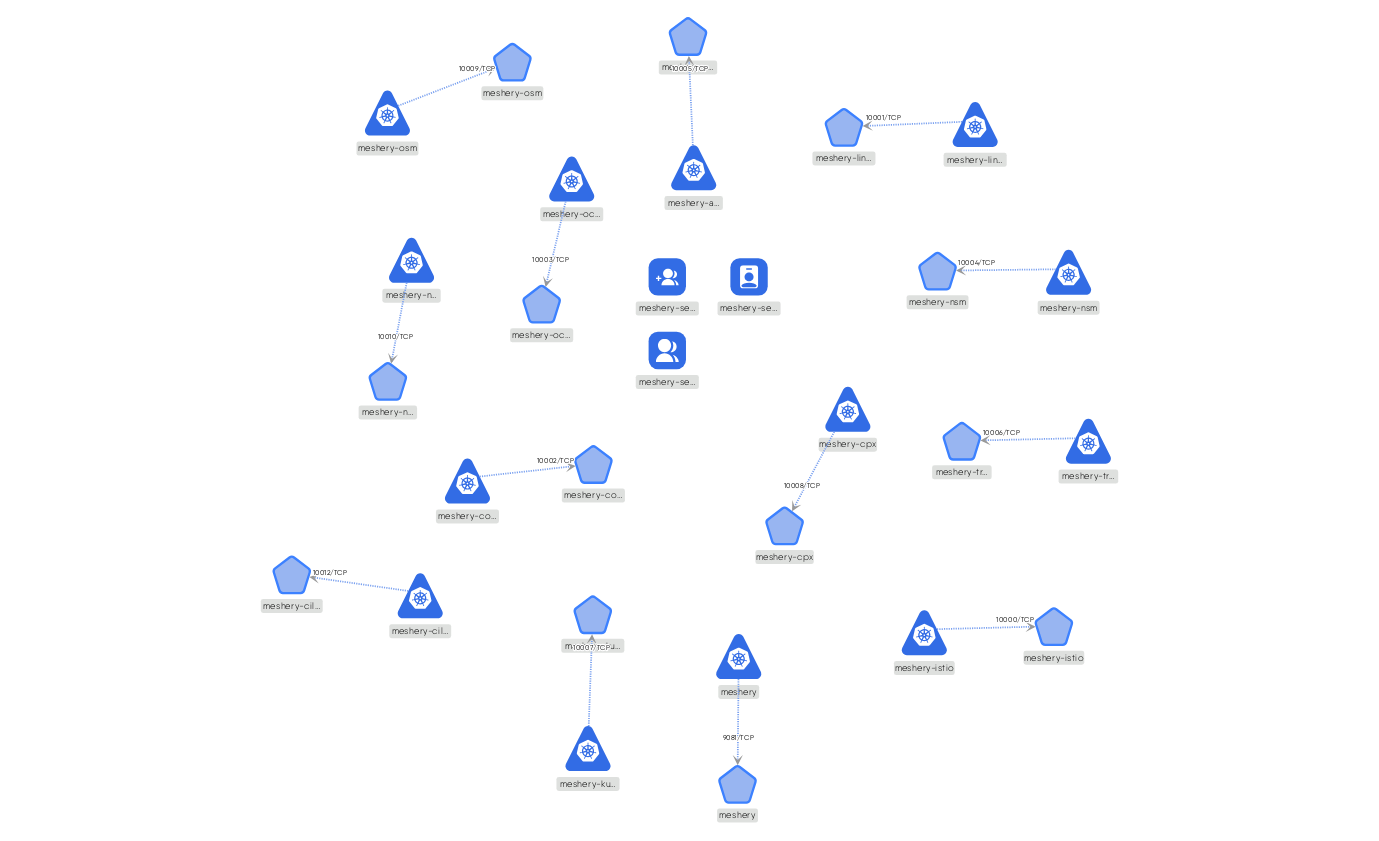 10005/TCP
10009/TCP
meshery-osm
meshery-osm
10001/TCP
meshery-lin...
meshery-lin...
meshery-a...
meshery-oc...
10003/TCP
meshery-oc...
meshery-n...
10010/TCP
meshery-n...
meshery-se...
meshery-se...
meshery-se...
10004/TCP
meshery-nsm
meshery-nsm
meshery-cpx
10008/TCP
meshery-cpx
10006/TCP
meshery-tr...
meshery-tr...
10002/TCP
meshery-co...
meshery-co...
10012/TCP
meshery-cil...
meshery-cil...
10007/TCP
meshery-ku...
meshery
9081/TCP
meshery
10000/TCP
meshery-istio
meshery-istio